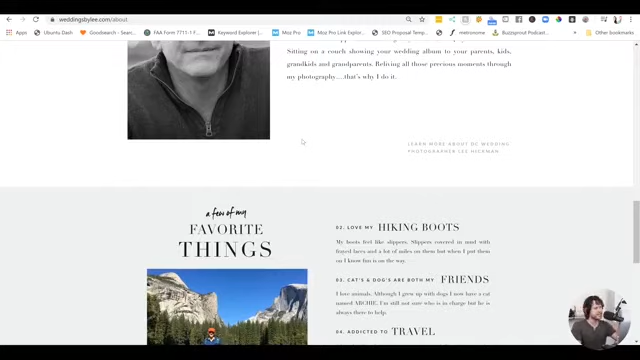 weddingsbylee.com/about
Ubuntu Dash
Goodsearch - Search
FAA Form T7711-1
Keyword Explorer
Moz Pro
Moz Pro Link Explor
SEO Proposal Temp
metronome
Buzzsprout Podcast
Other bookmarks
Sitting on a couch showing your wedding album to your parents, kids,
grandkids and grandparents. Reliving all those precious moments through
my photography....that's why I do it.
LEARN MORE ABOUT DC WEDDING
PHOTOGRAPHER LEE HICKMAN
a few of my
FAVORITE
THINGS
02. LOVE MY HIKING BOOTS
My boots feel like slippers. Slippers covered in mud with
frayed laces and a lot of miles on them but when I put them
on I know fun is on the way.
03. CAT'S & DOG'S ARE BOTH MY FRIENDS
I love animals. Although I grew up with dogs I now have a cat
named ARCHIE. I'm still not sure who is in charge but he is
always there to help.
04. ADDICTED TO TRAVEL